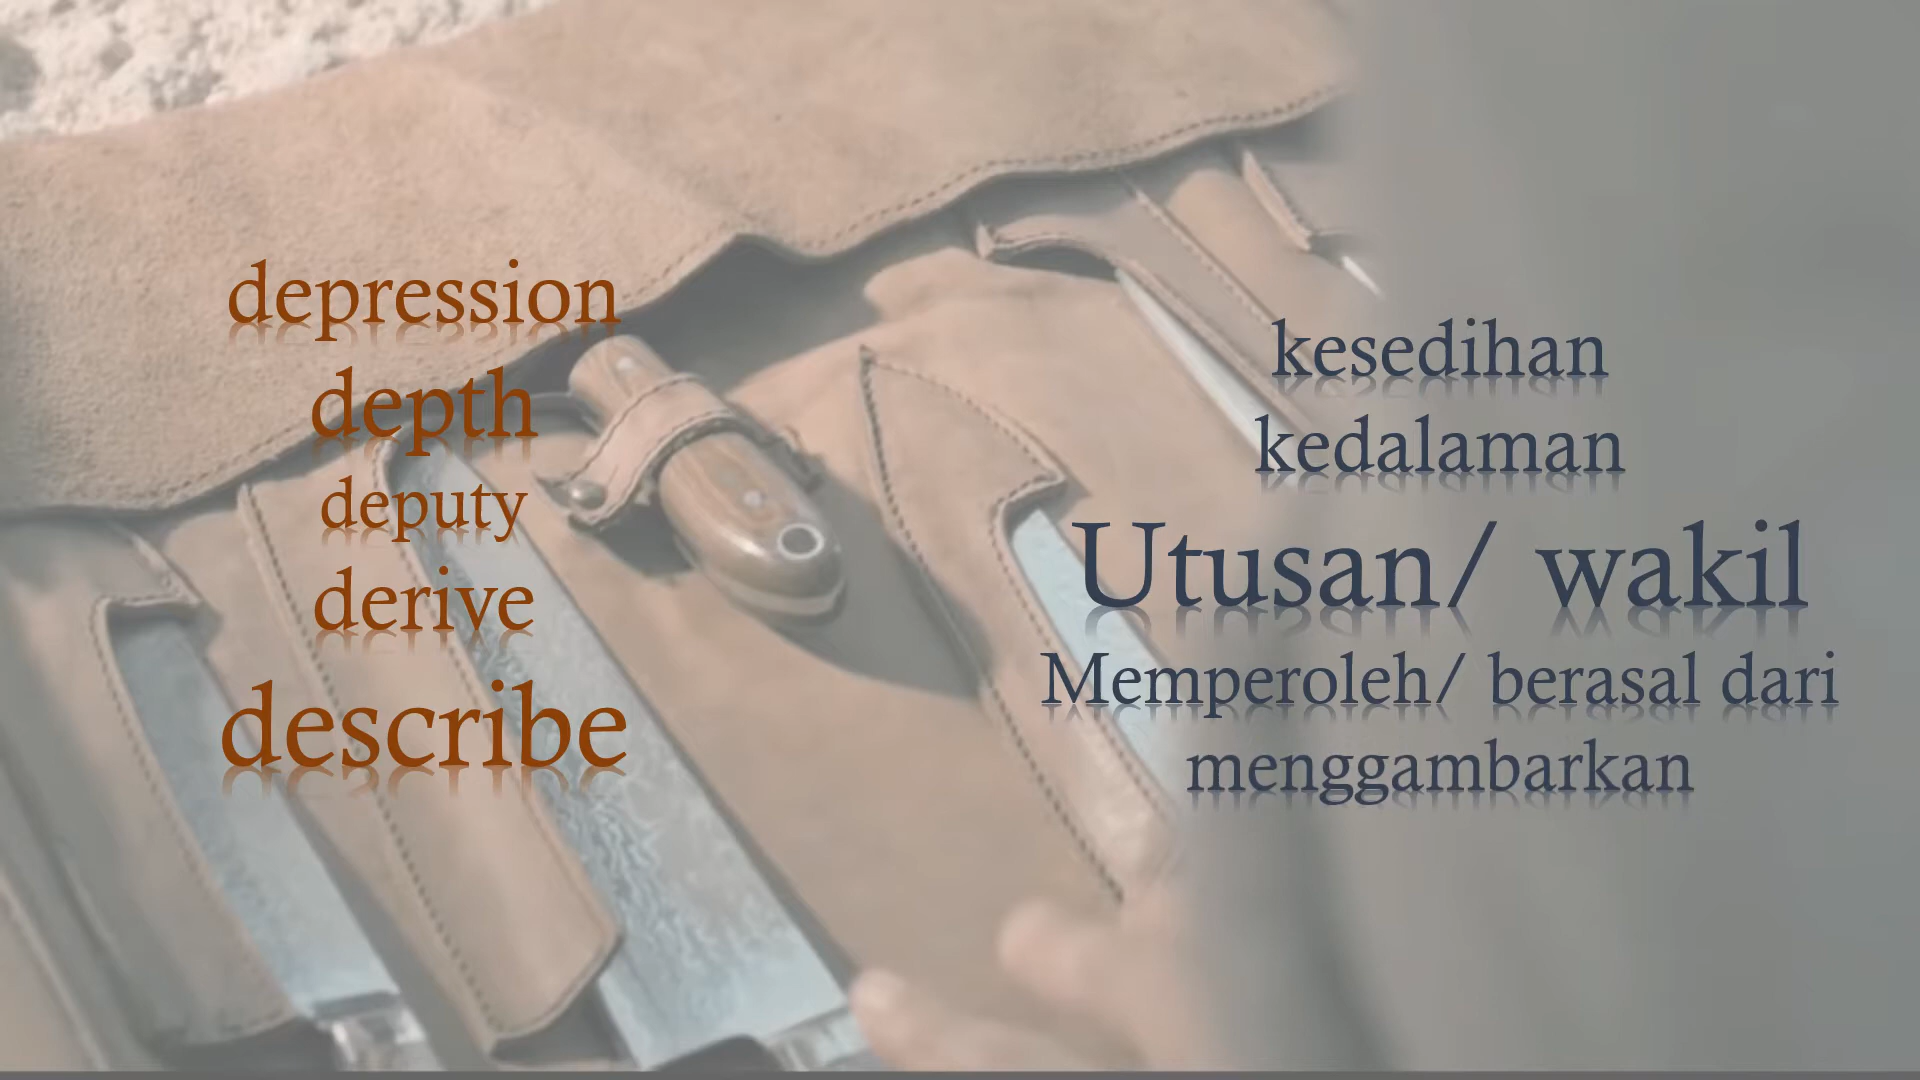 depression
depth
deputy
derive
describe
kesedihan
kedalaman
Utusan/ wakil
Memperoleh/ berasal dari
menggambarkan